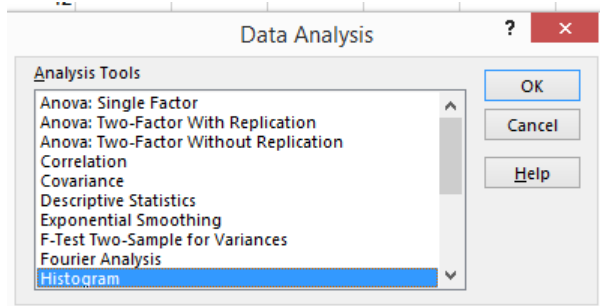 Data Analysis
?
×
Analysis Tools
Anova: Single Factor
Anova: Two-Factor With Replication
Anova: Two-Factor Without Replication
Correlation
Covariance
Descriptive Statistics
Exponential Smoothing
F-Test Two-Sample for Variances
Fourier Analysis
Histogram
OK
Cancel
Help